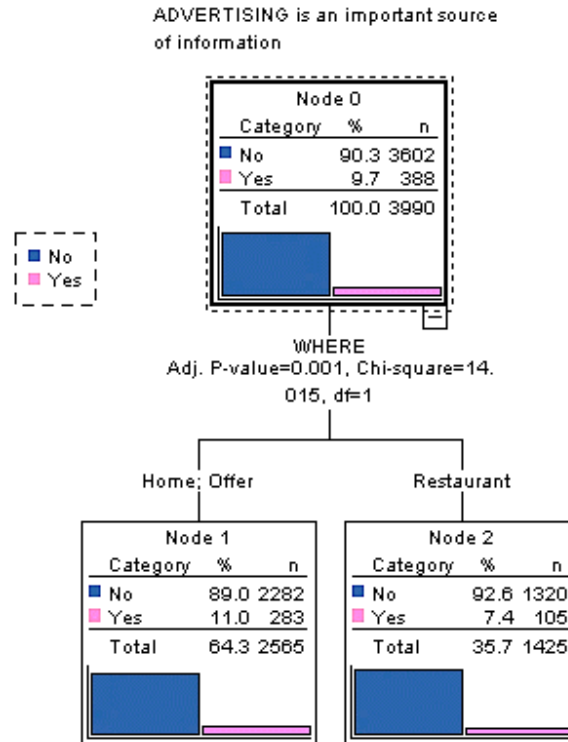 ADVERTISING is an important source
of information
Node 0
Category % n
No 90.3 3602
Yes 9.7 388
Total 100.0 3990
No
Yes
WHERE
Adj. P-value=0.001, Chi-square=14.
015, df=1
Home; Offer
Restaurant
Node 1
Category % n
No 89.0 2282
Yes 11.0 283
Total 64.3 2565
Node 2
Category % n
No 92.6 1320
Yes 7.4 105
Total 35.7 1425